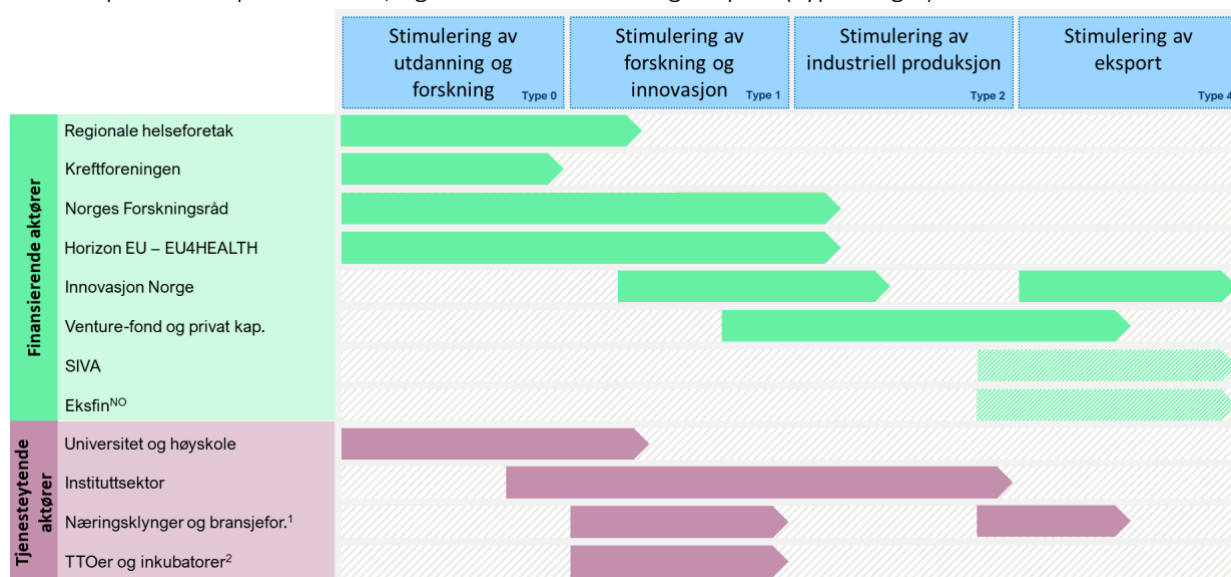 Stimulering av
utdanning og
forskning
Type 0
Stimulering av
forskning og
innovasjon
Type 1
Stimulering av
industriell produksjon
Type 2
Stimulering av
eksport
Type 4
Finansierende aktører
Regionale helseforetak
Kreftforeningen
Norges Forskningsråd
Horizon EU – EU4HEALTH
Innovasjon Norge
Venture-fond og privat kap.
SIVA
Eksfin^NO
Tjenesteytende
aktører
Universitet og høyskole
Instituttsektor
Næringsklynger og bransjefor.¹
TTOer og inkubatorer²